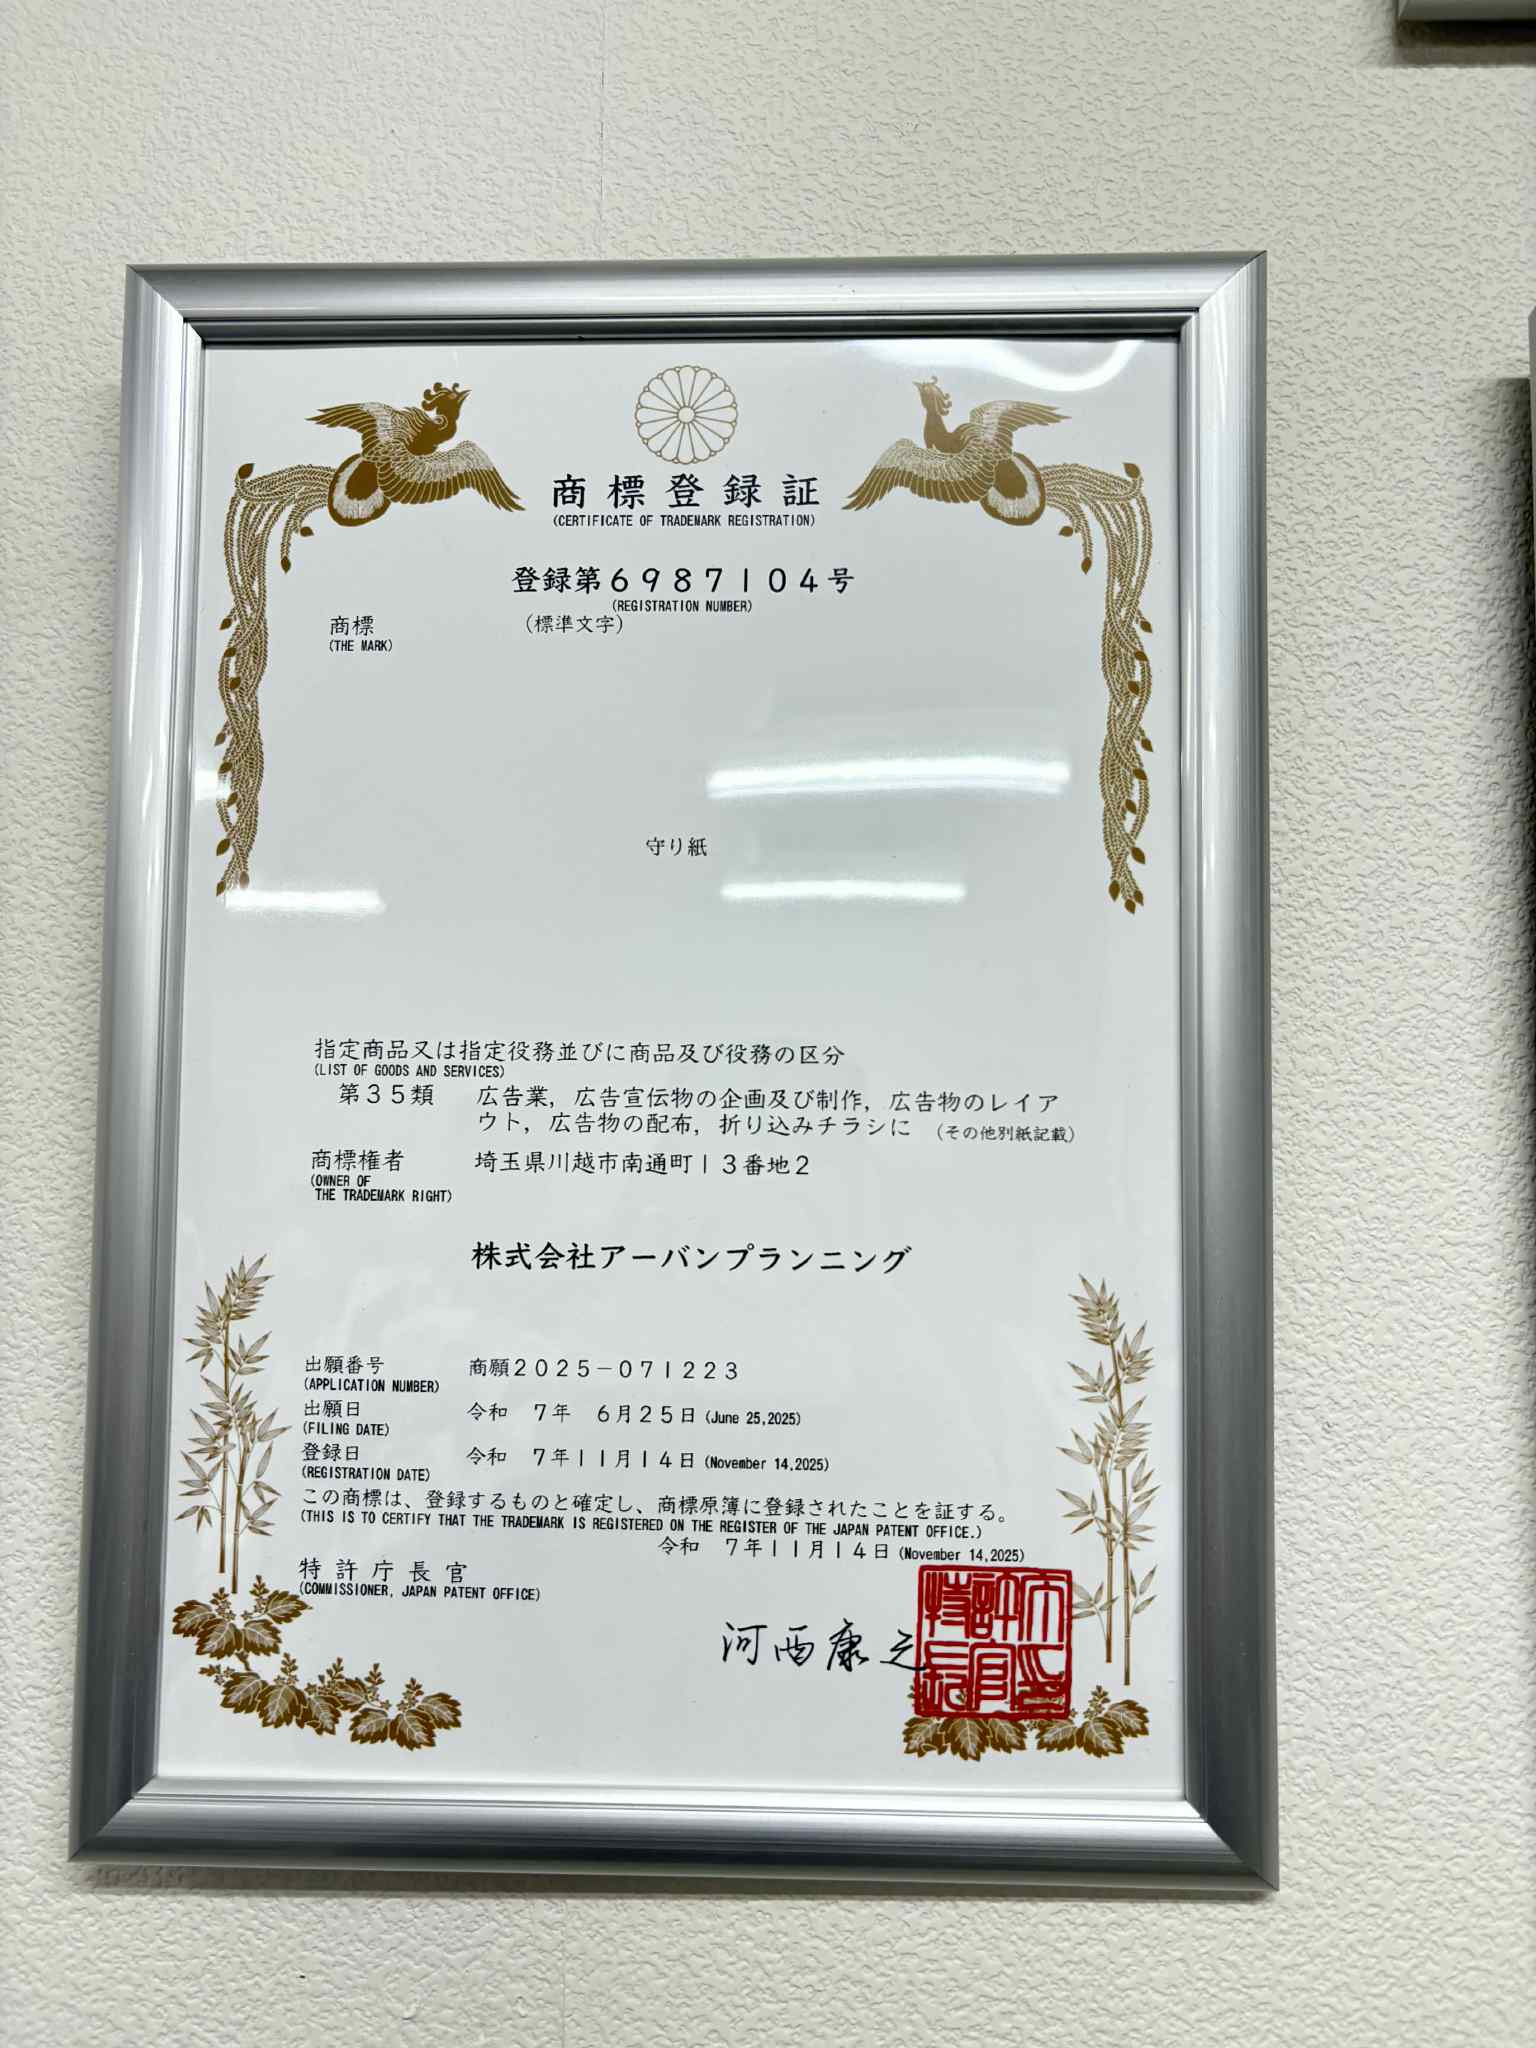 商標登録証
(CERTIFICATE OF TRADEMARK REGISTRATION)
登録第6987104号
(REGISTRATION NUMBER)
商標 (標準文字)
(THE MARK)
守り紙
指定商品又は指定役務並びに商品及び役務の区分
(LIST OF GOODS AND SERVICES)
第35類 広告業，広告宣伝物の企画及び制作，広告物のレイア
ウト，広告物の配布，折り込みチラシに (その他別紙記載)
商標権者 埼玉県川越市南通町13番地2
(OWNER OF
THE TRADEMARK RIGHT)
株式会社アーバンプランニング
出願番号 商願2025-071223
(APPLICATION NUMBER)
出願日 令和 7年 6月25日 (June 25,2025)
(FILING DATE)
登録日 令和 7年11月14日 (November 14,2025)
(REGISTRATION DATE)
この商標は、登録するものと確定し、商標原簿に登録されたことを証する。
(THIS IS TO CERTIFY THAT THE TRADEMARK IS REGISTERED ON THE REGISTER OF THE JAPAN PATENT OFFICE.)
令和 7年11月14日 (November 14,2025)
特許庁長官
(COMMISSIONER, JAPAN PATENT OFFICE)
河西康之